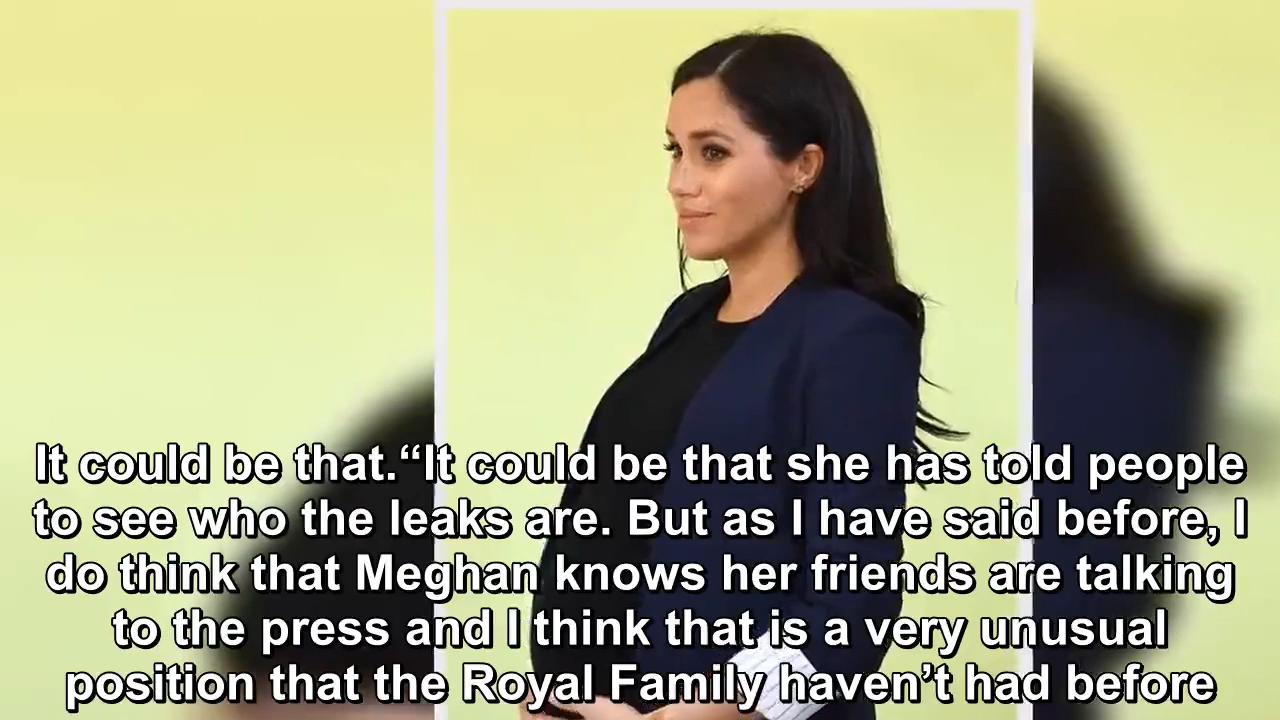 It could be that.“It could be that she has told people
to see who the leaks are. But as I have said before, I
do think that Meghan knows her friends are talking
to the press and I think that is a very unusual
position that the Royal Family haven’t had before